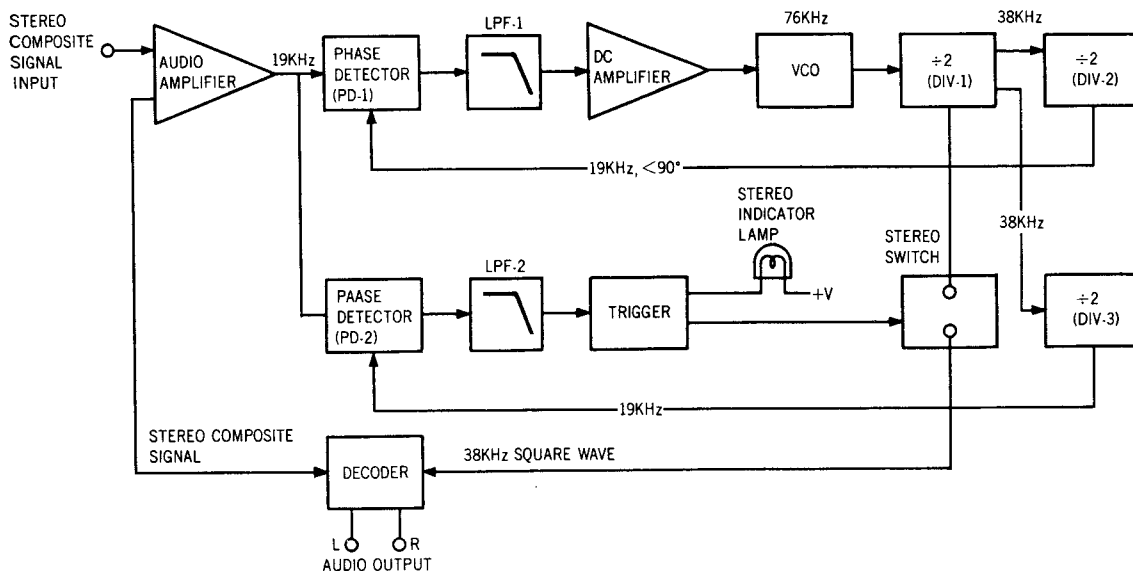 STEREO
COMPOSITE
SIGNAL
INPUT
AUDIO
AMPLIFIER
19KHz
PHASE
DETECTOR
(PD-1)
LPF-1
DC
AMPLIFIER
76KHz
VCO
÷2
(DIV-1)
38KHz
÷2
(DIV-2)
19KHz, <90°
38KHz
STEREO
INDICATOR
LAMP
+V
STEREO
SWITCH
PAASE
DETECTOR
(PD-2)
LPF-2
TRIGGER
÷2
(DIV-3)
19KHz
STEREO COMPOSITE
SIGNAL
DECODER
38KHz SQUARE WAVE
L R
AUDIO OUTPUT